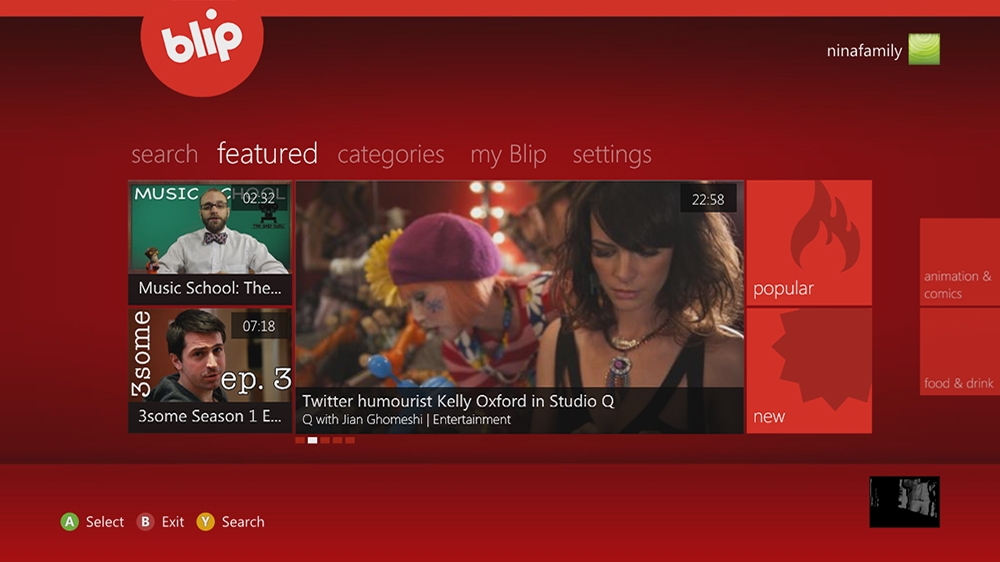 blip
ninafamily
search featured categories my Blip settings
MUSIC SCHOOL
02:32
Music School: The...
3some
07:18
ep. 3
3some Season 1 E...
22:58
Twitter humourist Kelly Oxford in Studio Q
Q with Jian Ghomeshi | Entertainment
popular
new
animation &
comics
food & drink
A Select B Exit Y Search